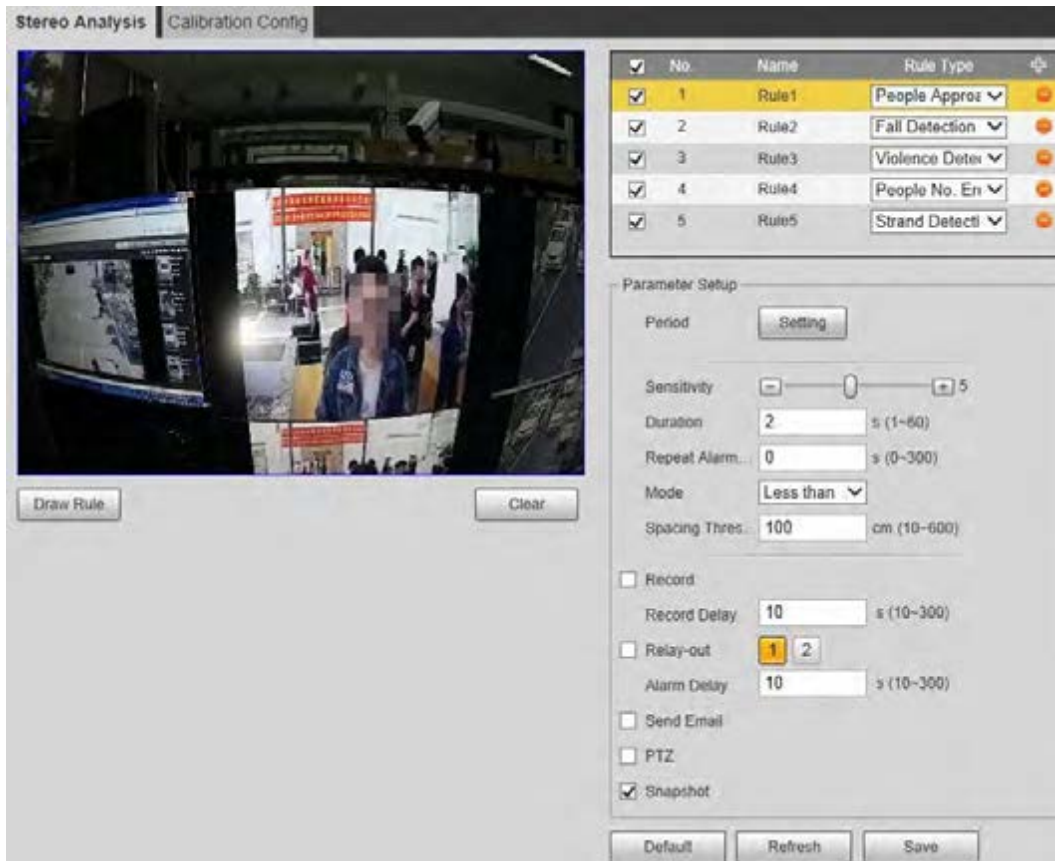 Stereo Analysis Calibration Config
No. Name Rule Type
1 Rule1 People Approa
2 Rule2 Fall Detection
3 Rule3 Violence Detec
4 Rule4 People No. Err
5 Rule5 Strand Detecti
Draw Rule Clear
Parameter Setup
Period Setting
Sensitivity 5
Duration 2 s (1~60)
Repeat Alarm... 0 s (0~300)
Mode Less than
Spacing Thres.. 100 cm (10~600)
Record
Record Delay 10 s (10~300)
Relay-out 1 2
Alarm Delay 10 s (10~300)
Send Email
PTZ
Snapshot
Default Refresh Save